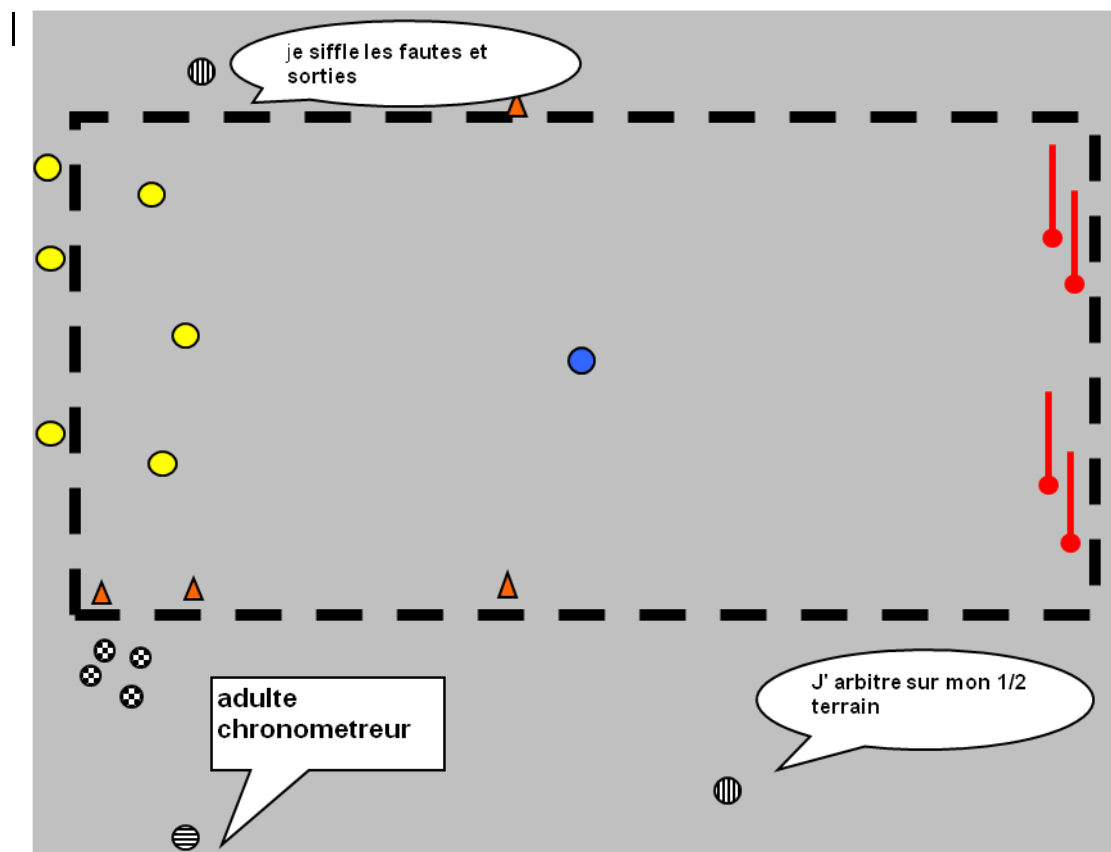 je siffle les fautes et
sorties
adulte
chronometreur
J' arbitre sur mon 1/2
terrain